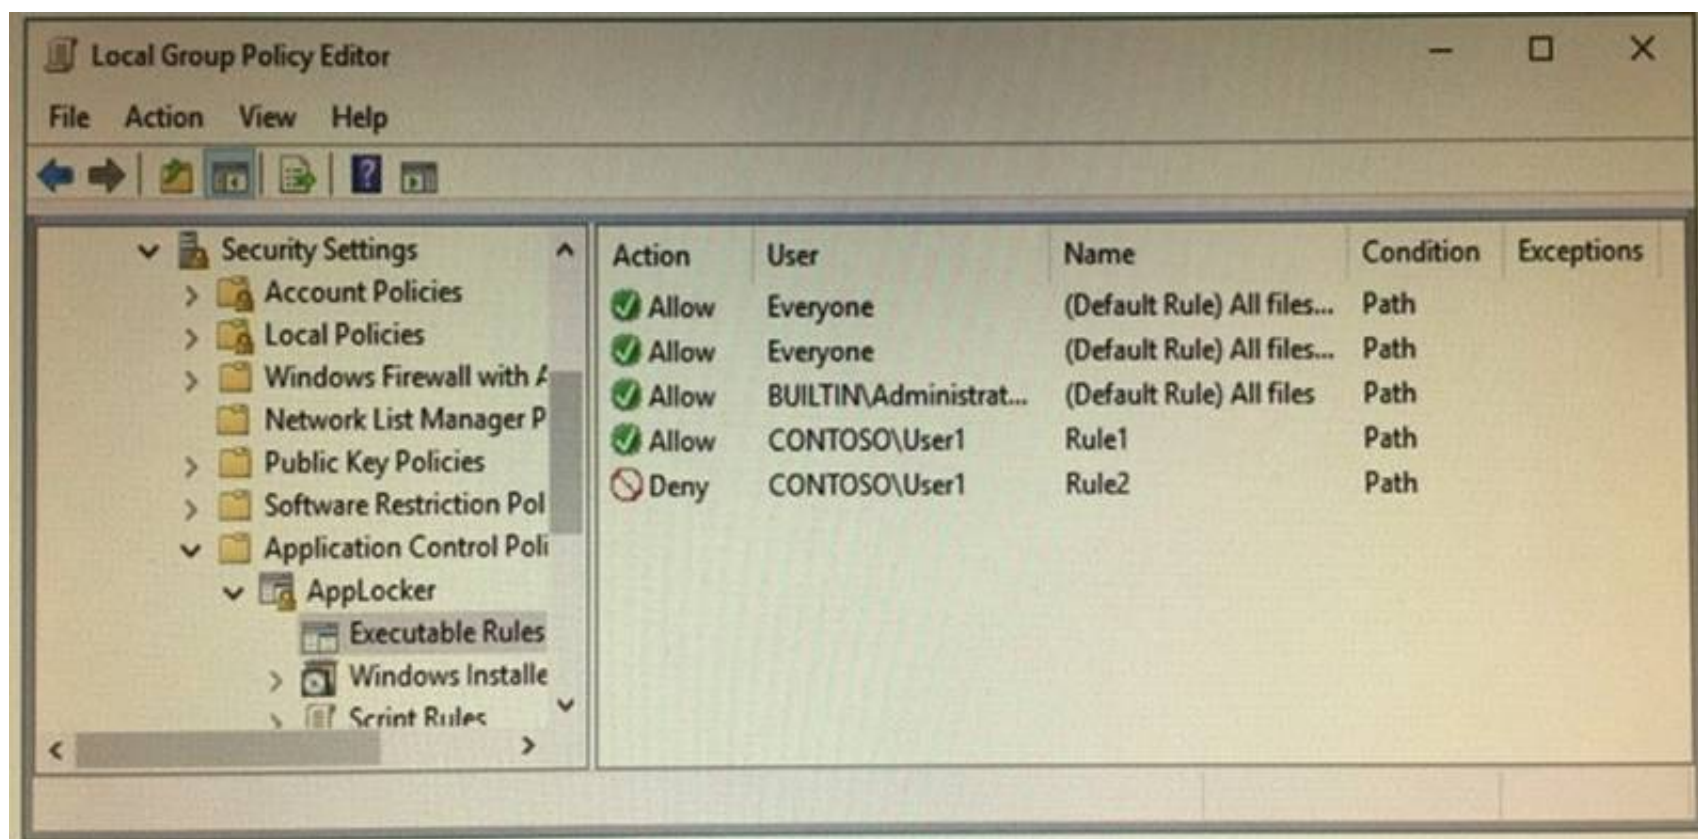 Local Group Policy Editor
File Action View Help
Security Settings
Account Policies
Local Policies
Windows Firewall with A
Network List Manager P
Public Key Policies
Software Restriction Pol
Application Control Poli
AppLocker
Executable Rules
Windows Installe
Script Rules
Action User Name Condition Exceptions
Allow Everyone (Default Rule) All files... Path
Allow Everyone (Default Rule) All files... Path
Allow BUILTIN\Administrat... (Default Rule) All files Path
Allow CONTOSO\User1 Rule1 Path
Deny CONTOSO\User1 Rule2 Path